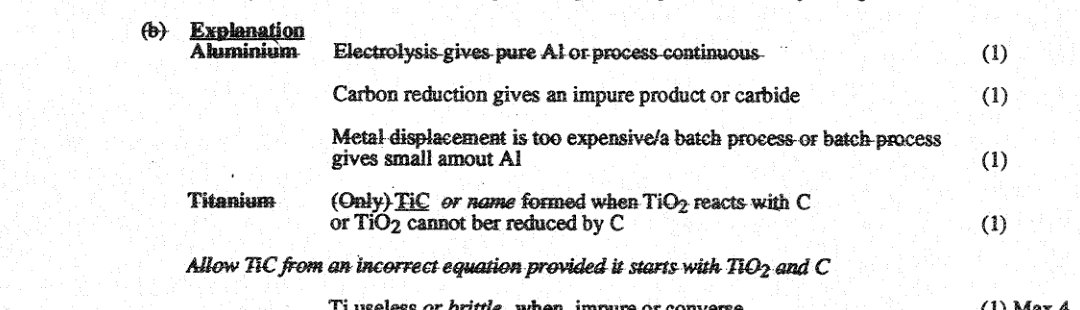 (b) Explanation
Aluminium Electrolysis gives pure Al or process continuous (1)
Carbon reduction gives an impure product or carbide (1)
Metal displacement is too expensive/a batch process or batch process
gives small amout Al (1)
Titanium (Only) TiC or name formed when TiO₂ reacts with C
or TiO₂ cannot ber reduced by C (1)
Allow TiC from an incorrect equation provided it starts with TiO₂ and C
Ti useless or brittle when impure or converse (1) Max 4